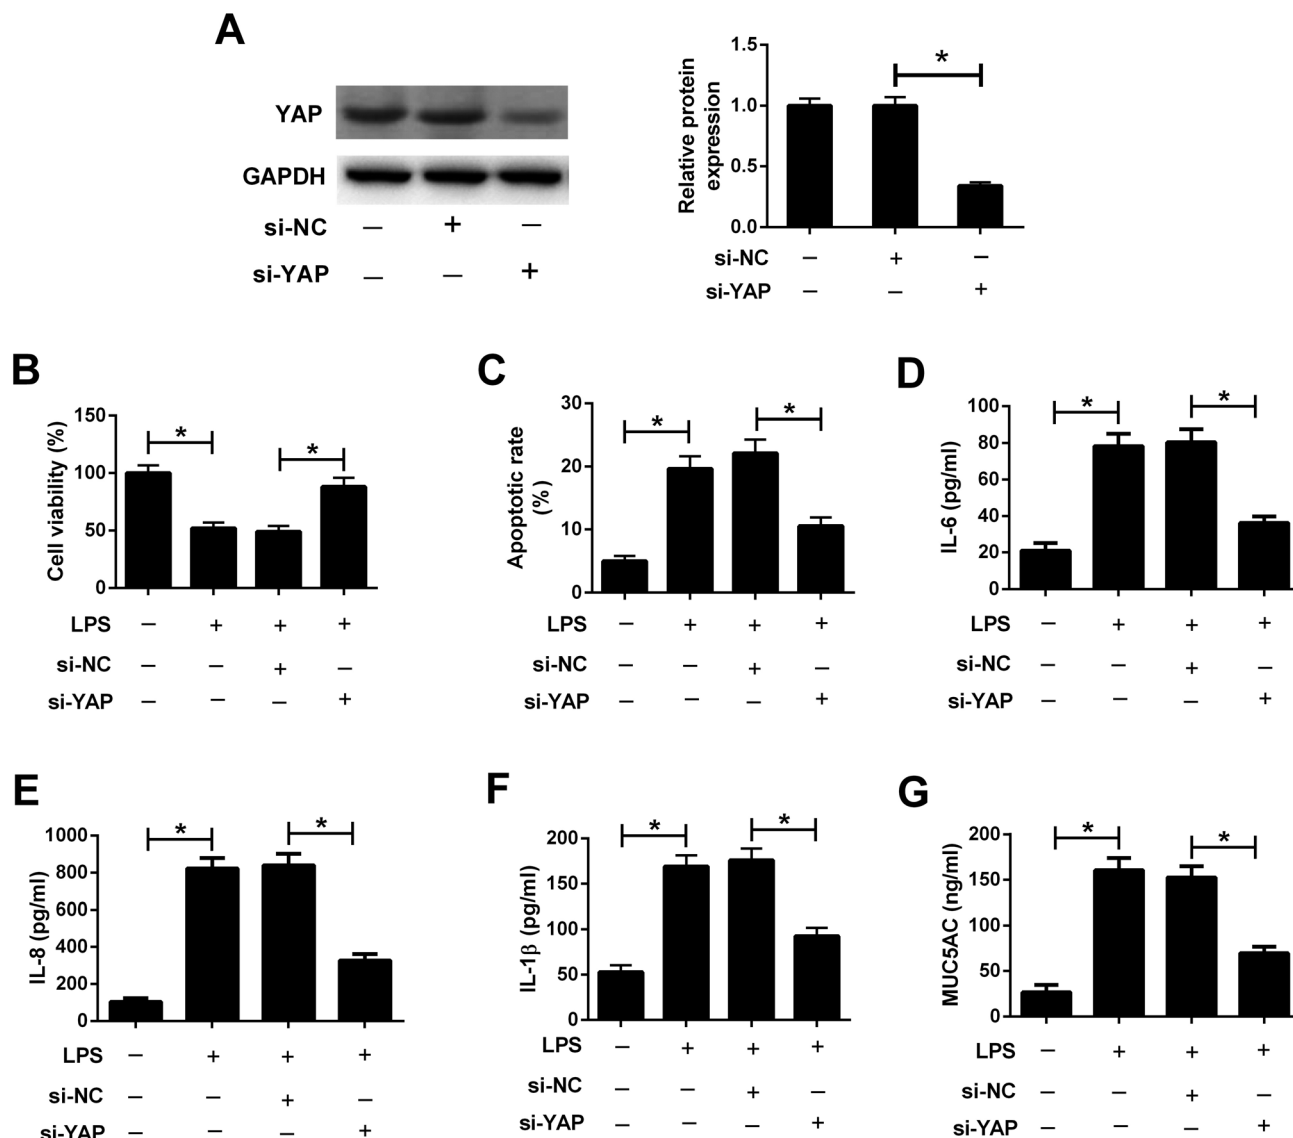 A
YAP
GAPDH
si-NC – + –
si-YAP – – +
Relative protein
expression
1.5
*
1.0
0.5
0.0
si-NC – + –
si-YAP – – +
B
Cell viability (%)
150
* *
100
50
0
LPS – + + +
si-NC – – + –
si-YAP – – – +
C
Apoptotic rate
(%)
30
* *
20
10
0
LPS – + + +
si-NC – – + –
si-YAP – – – +
D
IL-6 (pg/ml)
80
* *
60
40
20
0
LPS – + + +
si-NC – – + –
si-YAP – – – +
E
IL-8 (pg/ml)
1000
* *
800
600
400
200
0
LPS – + + +
si-NC – – + –
si-YAP – – – +
F
IL-1β (pg/ml)
200
* *
150
100
50
0
LPS – + + +
si-NC – – + –
si-YAP – – – +
G
MUC5AC (ng/ml)
200
* *
150
100
50
0
LPS – + + +
si-NC – – + –
si-YAP – – – +